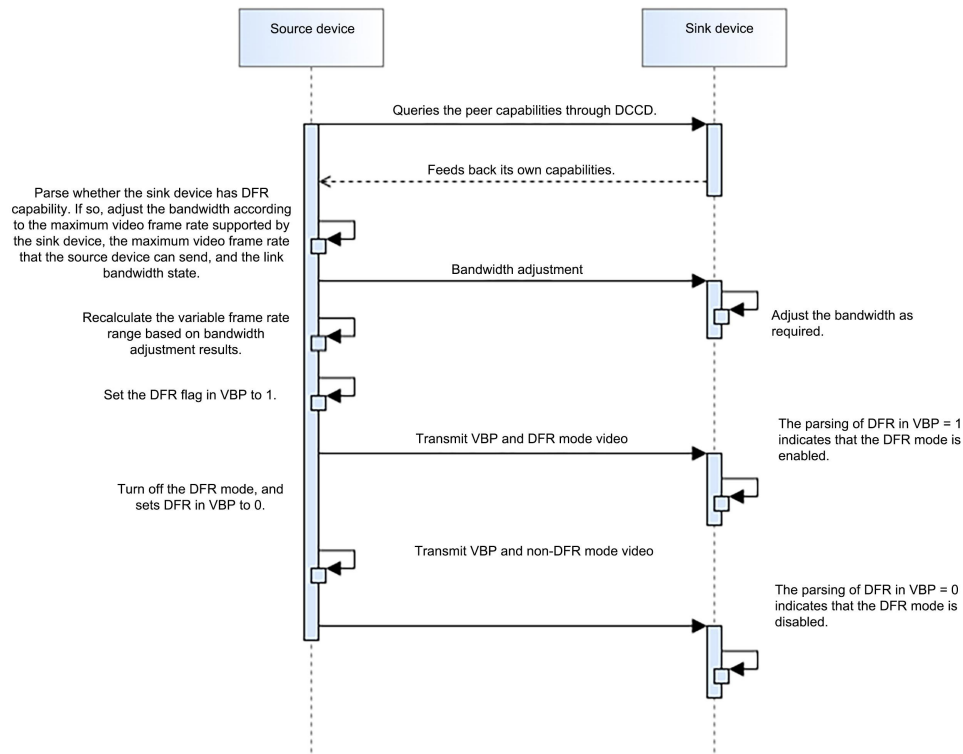 Source device
Sink device
Queries the peer capabilities through DCCD.
Feeds back its own capabilities.
Parse whether the sink device has DFR
capability. If so, adjust the bandwidth according
to the maximum video frame rate supported by
the sink device, the maximum video frame rate
that the source device can send, and the link
bandwidth state.
Bandwidth adjustment
Adjust the bandwidth as
required.
Recalculate the variable frame rate
range based on bandwidth
adjustment results.
Set the DFR flag in VBP to 1.
Transmit VBP and DFR mode video
The parsing of DFR in VBP = 1
indicates that the DFR mode is
enabled.
Turn off the DFR mode, and
sets DFR in VBP to 0.
Transmit VBP and non-DFR mode video
The parsing of DFR in VBP = 0
indicates that the DFR mode is
disabled.